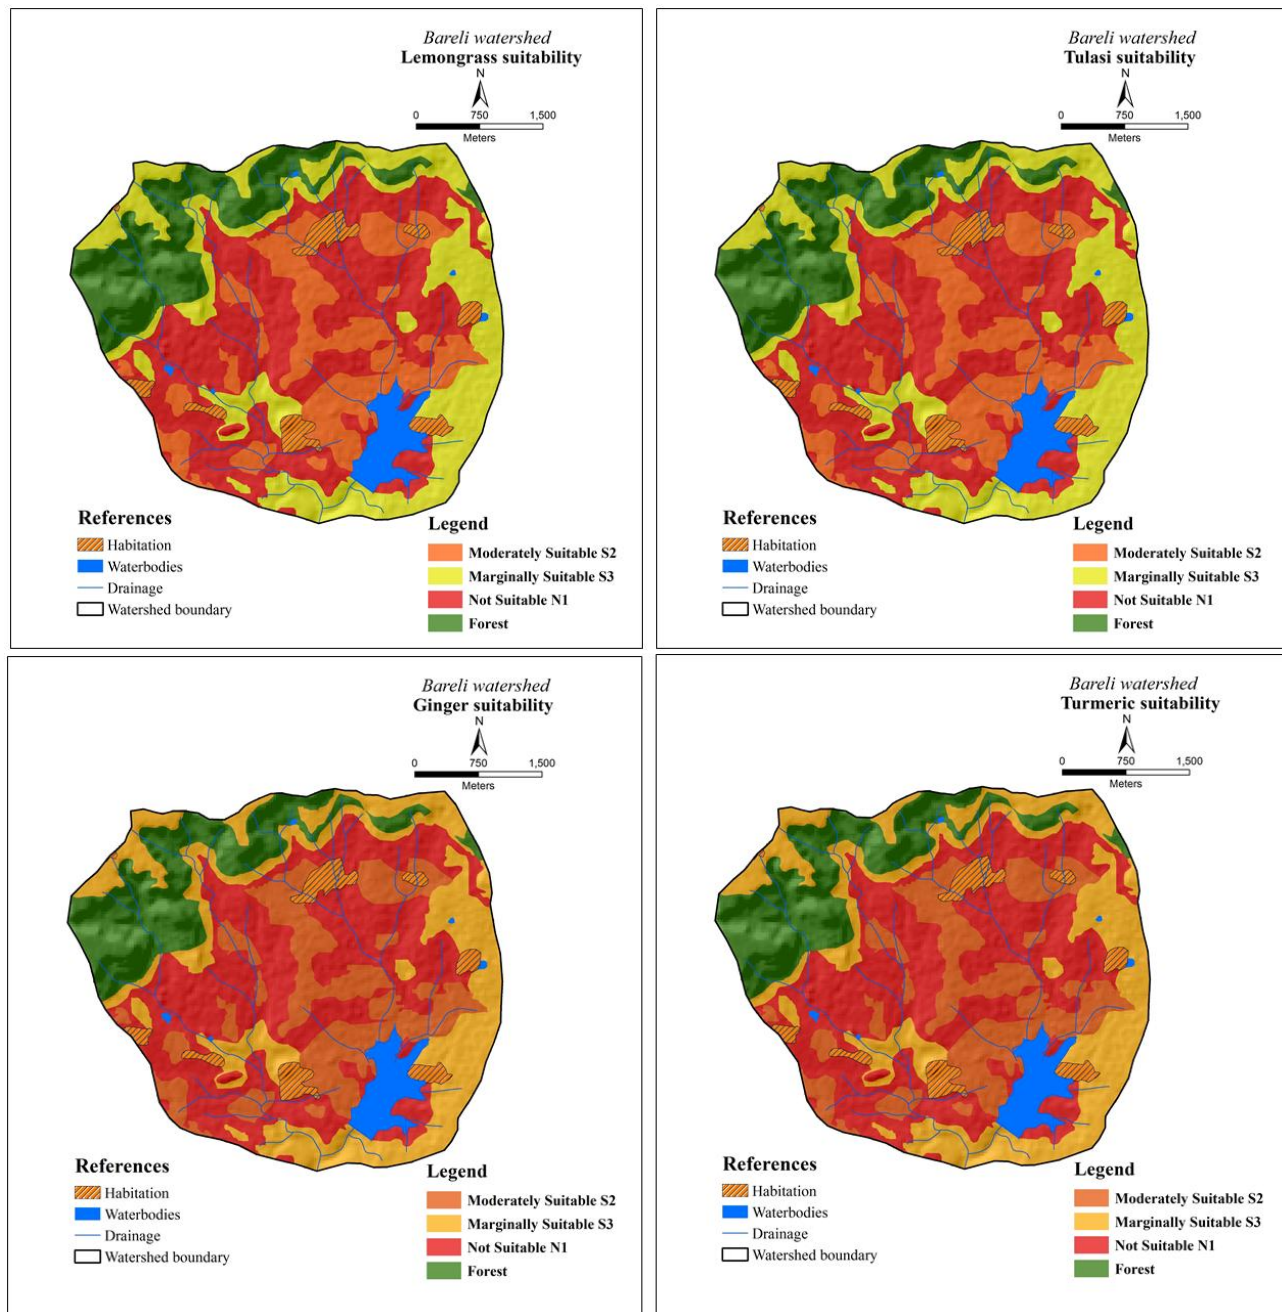 Bareli watershed
Lemongrass suitability
N
0 750 1,500
Meters
References
Habitation
Waterbodies
Drainage
Watershed boundary
Legend
Moderately Suitable S2
Marginally Suitable S3
Not Suitable N1
Forest
Bareli watershed
Tulasi suitability
N
0 750 1,500
Meters
References
Habitation
Waterbodies
Drainage
Watershed boundary
Legend
Moderately Suitable S2
Marginally Suitable S3
Not Suitable N1
Forest
Bareli watershed
Ginger suitability
N
0 750 1,500
Meters
References
Habitation
Waterbodies
Drainage
Watershed boundary
Legend
Moderately Suitable S2
Marginally Suitable S3
Not Suitable N1
Forest
Bareli watershed
Turmeric suitability
N
0 750 1,500
Meters
References
Habitation
Waterbodies
Drainage
Watershed boundary
Legend
Moderately Suitable S2
Marginally Suitable S3
Not Suitable N1
Forest